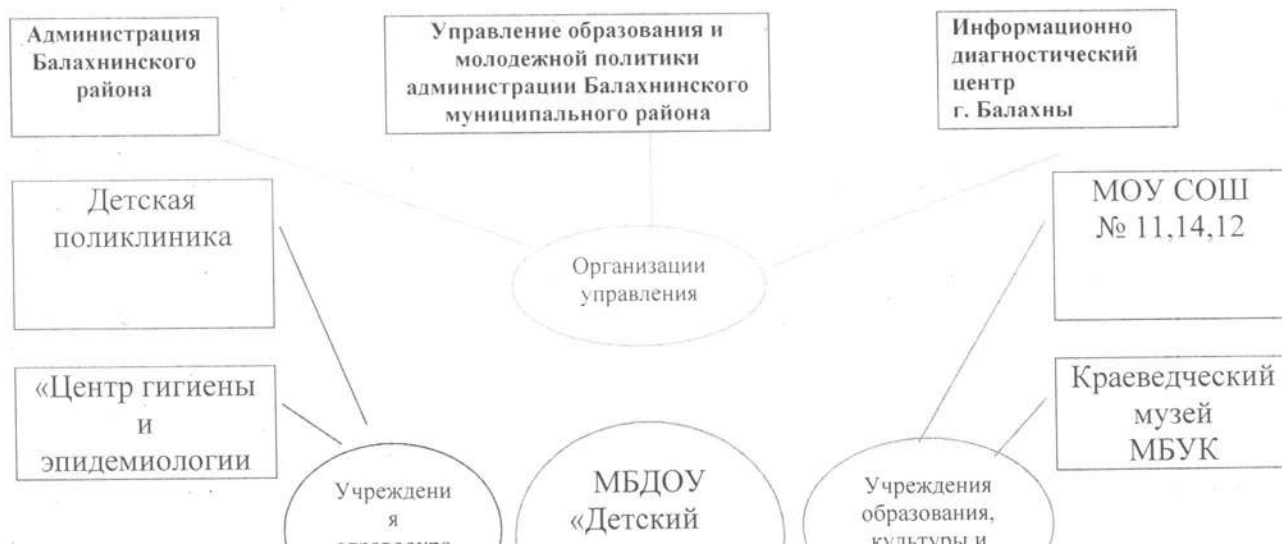 Администрация
Балахнинского
района
Управление образования и
молодежной политики
администрации Балахнинского
муниципального района
Информационно
диагностический
центр
г. Балахны
Детская
поликлиника
Организации
управления
МОУ СОШ
№ 11,14,12
«Центр гигиены
и
эпидемиологии
Краеведческий
музей
МБУК
Учреждени
я
МБДОУ
«Детский
Учреждения
образования,
культуры и